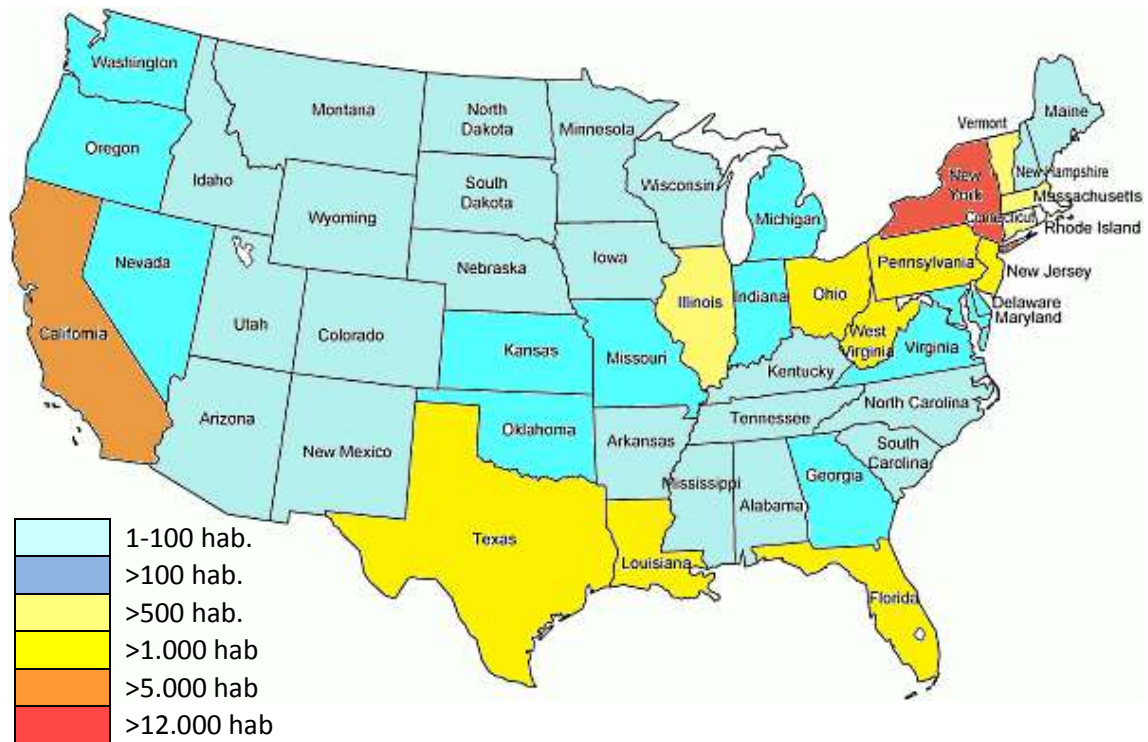 Washington
Montana
North
Dakota
Minnesota
Vermont
Maine
Oregon
Idaho
South
Dakota
Wisconsin
Michigan
New
York
New Hampshire
Massachusetts
Connecticut
Rhode Island
Wyoming
Nevada
Nebraska
Iowa
Pennsylvania
New Jersey
Illinois
Indiana
Ohio
Delaware
Maryland
California
Utah
Colorado
Kansas
Missouri
West
Virginia
Virginia
Kentucky
Arizona
New Mexico
Oklahoma
Arkansas
Tennessee
North Carolina
South
Carolina
Mississippi
Alabama
Georgia
Texas
Louisiana
Florida
1-100 hab.
>100 hab.
>500 hab.
>1.000 hab
>5.000 hab
>12.000 hab